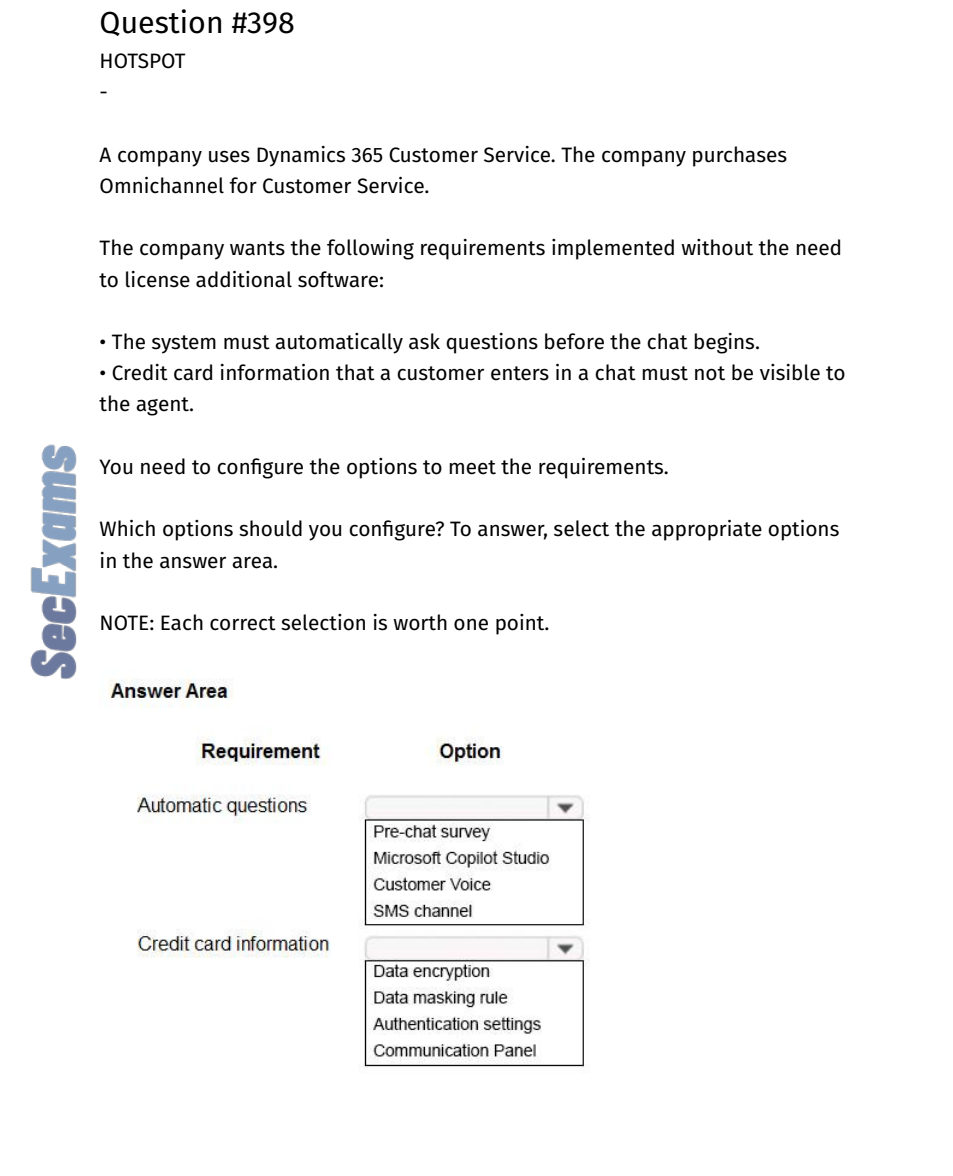 Question #398
HOTSPOT
-
A company uses Dynamics 365 Customer Service. The company purchases
Omnichannel for Customer Service.
The company wants the following requirements implemented without the need
to license additional software:
• The system must automatically ask questions before the chat begins.
• Credit card information that a customer enters in a chat must not be visible to
the agent.
You need to configure the options to meet the requirements.
Which options should you configure? To answer, select the appropriate options
in the answer area.
NOTE: Each correct selection is worth one point.
SecExams
Answer Area
Requirement Option
Automatic questions
Pre-chat survey
Microsoft Copilot Studio
Customer Voice
SMS channel
Credit card information
Data encryption
Data masking rule
Authentication settings
Communication Panel